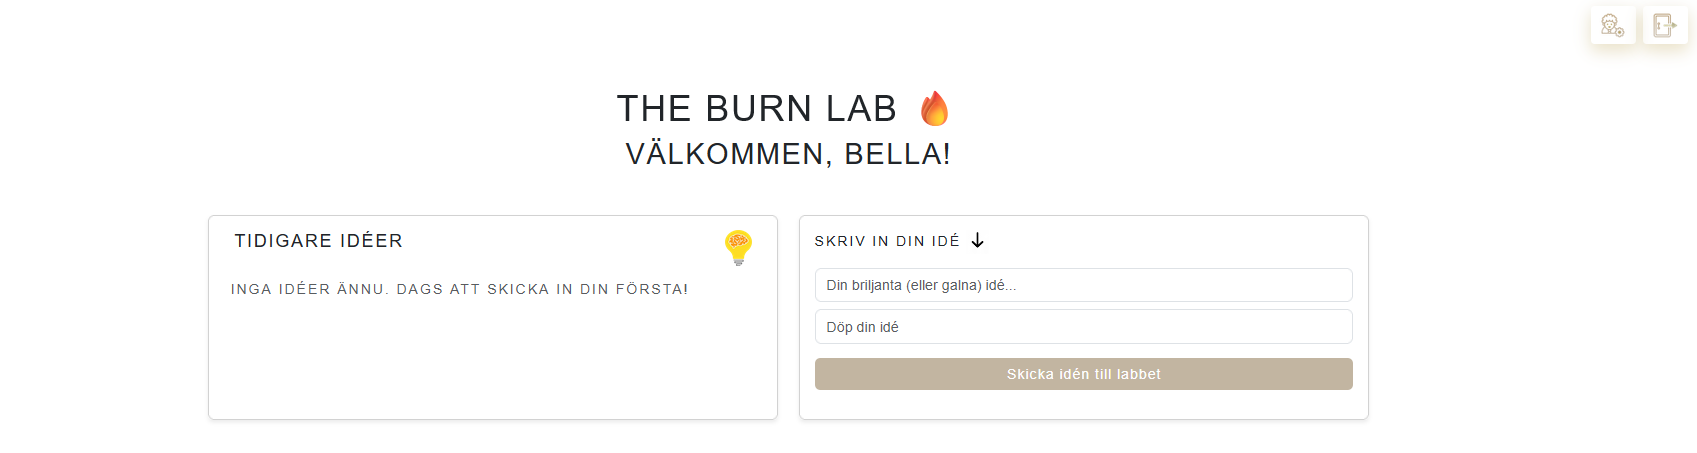 THE BURN LAB
VÄLKOMMEN, BELLA!
TIDIGARE IDÉER
INGA IDÉER ÄNNU. DAGS ATT SKICKA IN DIN FÖRSTA!
SKRIV IN DIN IDÉ
Din briljanta (eller galna) idé...
Döp din idé
Skicka idén till labbet